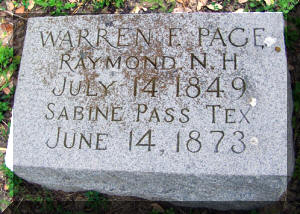 WARREN F. PAGE,
RAYMOND N.H.
JULY 14 1849
SABINE PASS TEX
JUNE 14, 1873